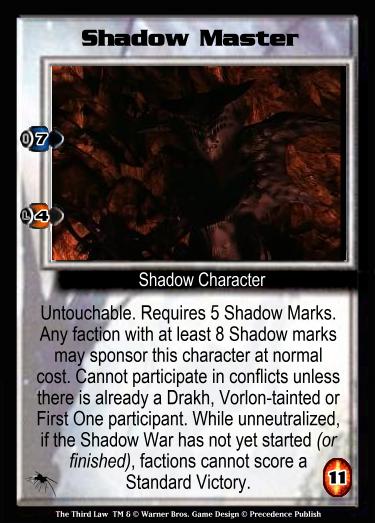 Shadow Master
I 7
L 4
Shadow Character
Untouchable. Requires 5 Shadow Marks.
Any faction with at least 8 Shadow marks
may sponsor this character at normal
cost. Cannot participate in conflicts unless
there is already a Drakh, Vorlon-tainted or
First One participant. While unneutralized,
if the Shadow War has not yet started (or
finished), factions cannot score a
Standard Victory.
11
The Third Law TM & © Warner Bros. Game Design © Precedence Publish